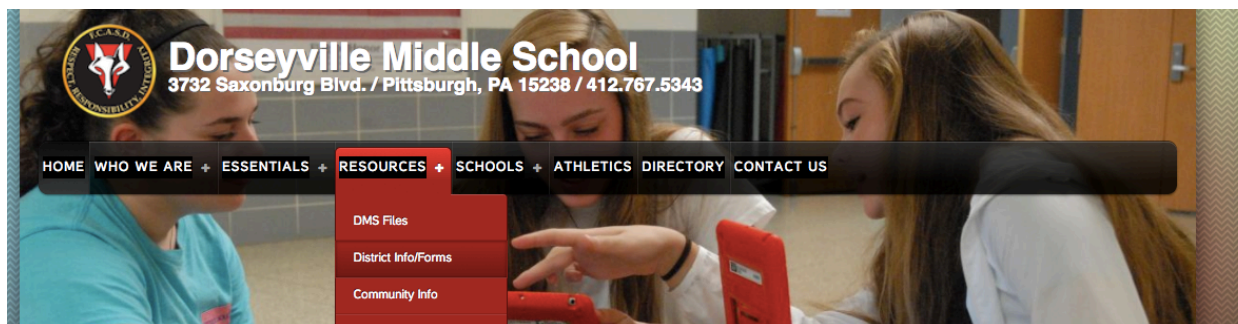 F.C.A.S.D.
RESPECT, RESPONSIBILITY, INTEGRITY
Dorseyville Middle School
3732 Saxonburg Blvd. / Pittsburgh, PA 15238 / 412.767.5343
HOME WHO WE ARE + ESSENTIALS + RESOURCES + SCHOOLS + ATHLETICS DIRECTORY CONTACT US
DMS Files
District Info/Forms
Community Info